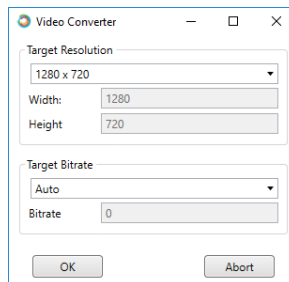 Video Converter
Target Resolution
1280 x 720
Width: 1280
Height 720
Target Bitrate
Auto
Bitrate 0
OK Abort